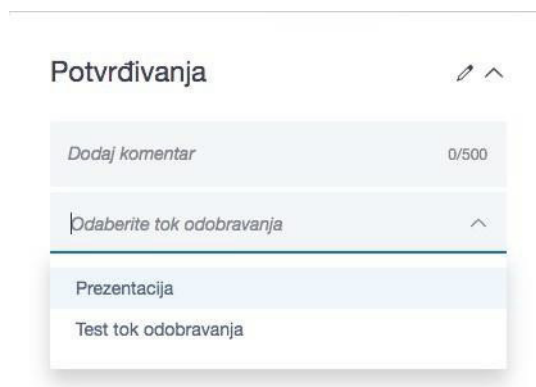 Potvrđivanja
Dodaj komentar 0/500
Odaberite tok odobravanja
Prezentacija
Test tok odobravanja